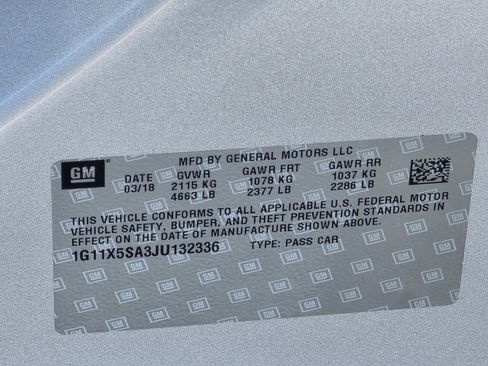 GM
MFD BY GENERAL MOTORS LLC
DATE GVWR GAWR FRT GAWR RR
03/18 2115 KG 1078 KG 1037 KG
4663 LB 2377 LB 2286 LB
THIS VEHICLE CONFORMS TO ALL APPLICABLE U.S. FEDERAL MOTOR
VEHICLE SAFETY, BUMPER, AND THEFT PREVENTION STANDARDS IN
EFFECT ON THE DATE OF MANUFACTURE SHOWN ABOVE.
1G11X5SA3JU132336 TYPE: PASS CAR